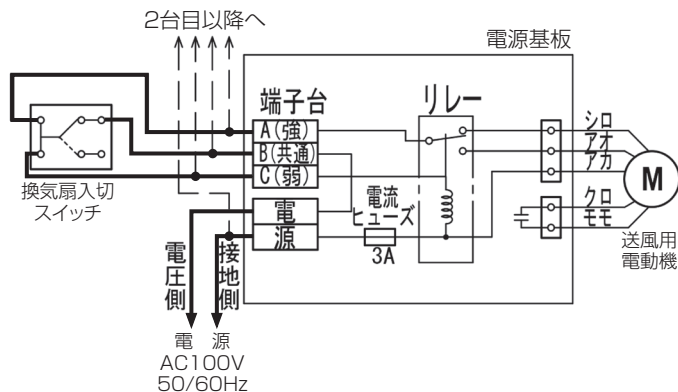 2台目以降へ
電源基板
端子台
リレー
A(強)
B(共通)
C(弱)
電
源
電流
ヒューズ
3A
シロ
アオ
アカ
クロ
モモ
M
送風用
電動機
換気扇入切
スイッチ
電圧側
接地側
電 源
AC100V
50/60Hz